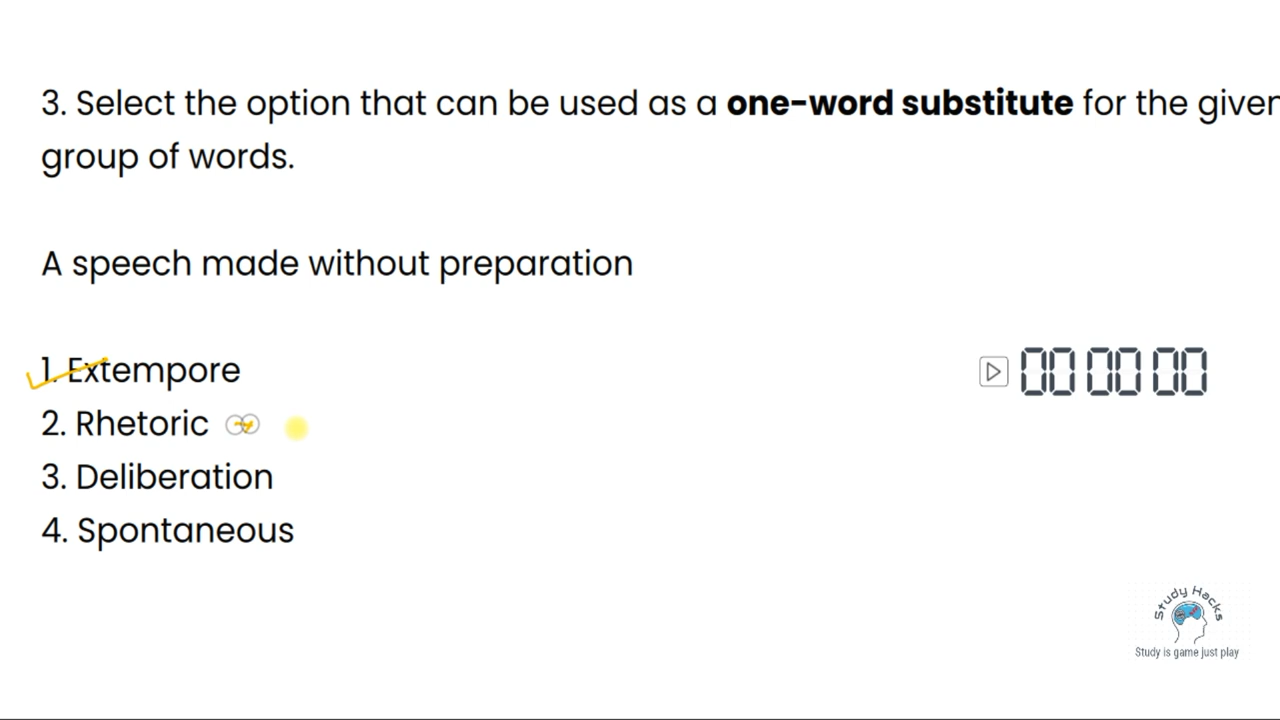 3. Select the option that can be used as a one-word substitute for the given
group of words.
A speech made without preparation
1. Extempore
2. Rhetoric
3. Deliberation
4. Spontaneous
00 00 00
Study Hacks
Study is game just play